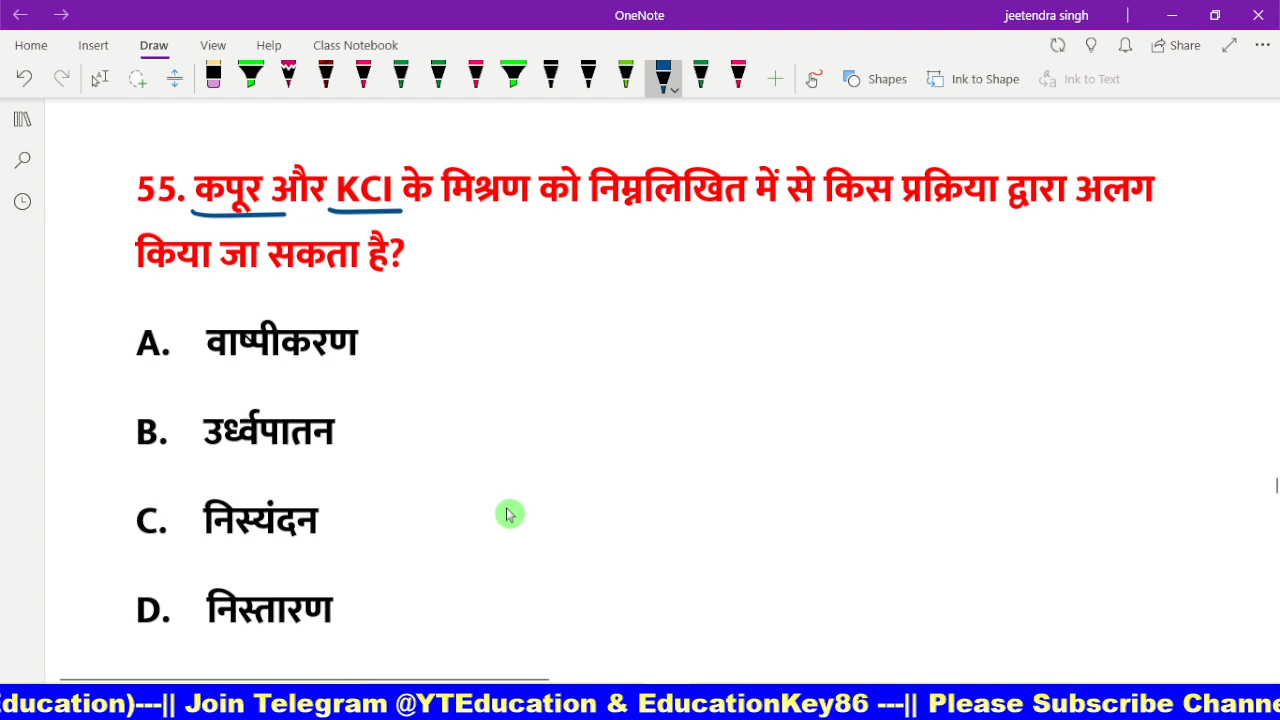 OneNote
jeetendra singh
Home Insert Draw View Help Class Notebook
Share
Shapes Ink to Shape Ink to Text
55. कपूर और KCI के मिश्रण को निम्नलिखित में से किस प्रक्रिया द्वारा अलग
किया जा सकता है?
A. वाष्पीकरण
B. उर्ध्वपातन
C. निस्यंदन
D. निस्तारण
Education)---|| Join Telegram @YTEducation & EducationKey86 ---|| Please Subscribe Channe